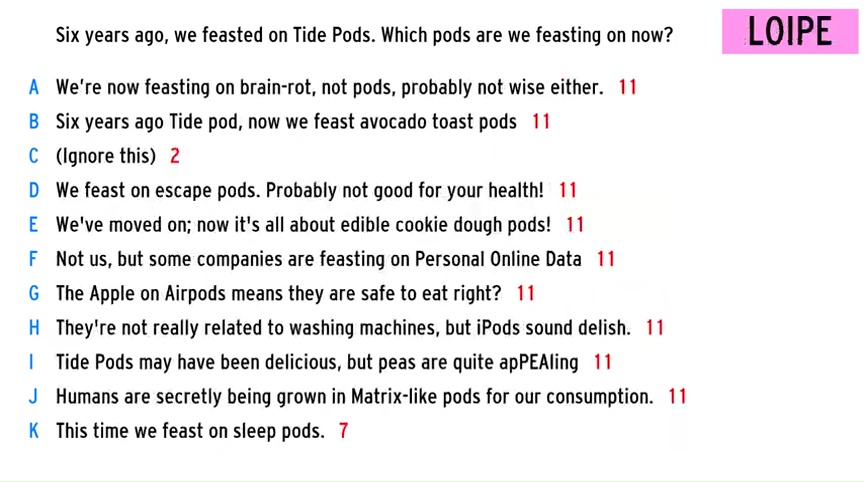 Six years ago, we feasted on Tide Pods. Which pods are we feasting on now?
LOIPE
A We're now feasting on brain-rot, not pods, probably not wise either. 11
B Six years ago Tide pod, now we feast avocado toast pods 11
C (Ignore this) 2
D We feast on escape pods. Probably not good for your health! 11
E We've moved on; now it's all about edible cookie dough pods! 11
F Not us, but some companies are feasting on Personal Online Data 11
G The Apple on Airpods means they are safe to eat right? 11
H They're not really related to washing machines, but iPods sound delish. 11
I Tide Pods may have been delicious, but peas are quite apPEAling 11
J Humans are secretly being grown in Matrix-like pods for our consumption. 11
K This time we feast on sleep pods. 7